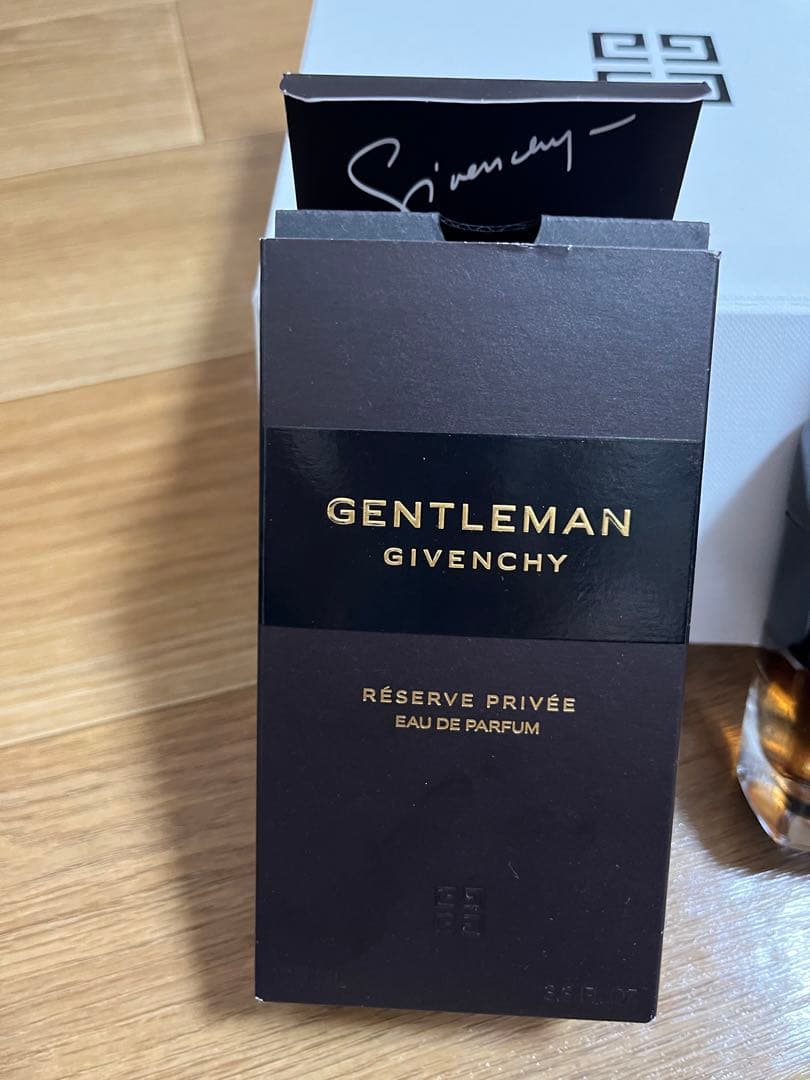 Givenchy
GENTLEMAN
GIVENCHY
RÉSERVE PRIVÉE
EAU DE PARFUM